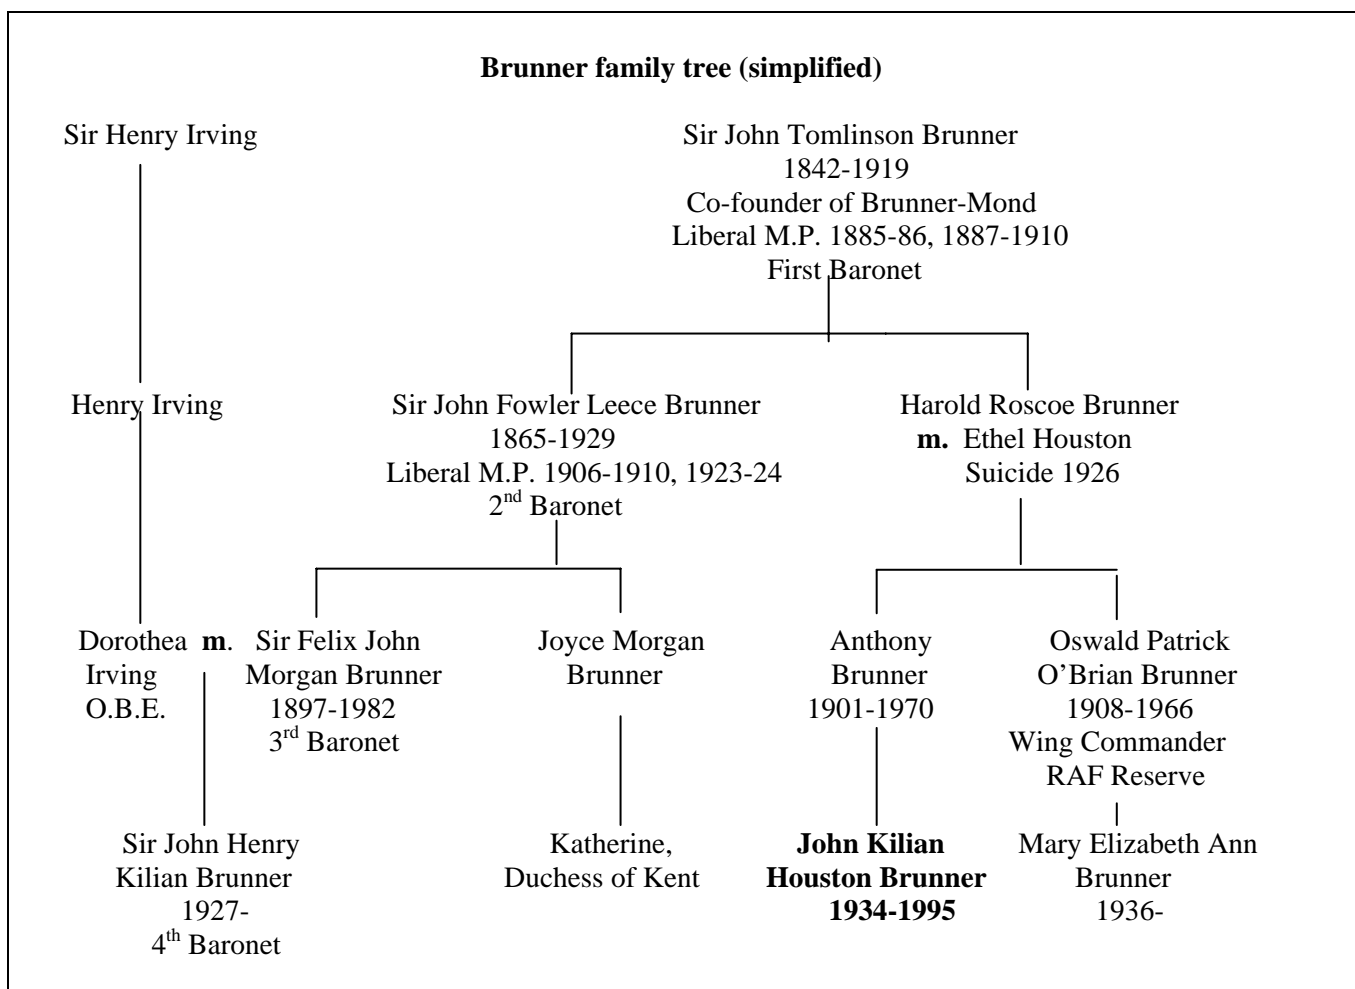 Brunner family tree (simplified)
Sir Henry Irving
Sir John Tomlinson Brunner
1842-1919
Co-founder of Brunner-Mond
Liberal M.P. 1885-86, 1887-1910
First Baronet
Henry Irving
Sir John Fowler Leece Brunner
1865-1929
Liberal M.P. 1906-1910, 1923-24
2nd Baronet
Harold Roscoe Brunner
m. Ethel Houston
Suicide 1926
Dorothea m.
Irving
O.B.E.
Sir Felix John
Morgan Brunner
1897-1982
3rd Baronet
Joyce Morgan
Brunner
Anthony
Brunner
1901-1970
Oswald Patrick
O'Brian Brunner
1908-1966
Wing Commander
RAF Reserve
Sir John Henry
Kilian Brunner
1927-
4th Baronet
Katherine,
Duchess of Kent
John Kilian
Houston Brunner
1934-1995
Mary Elizabeth Ann
Brunner
1936-